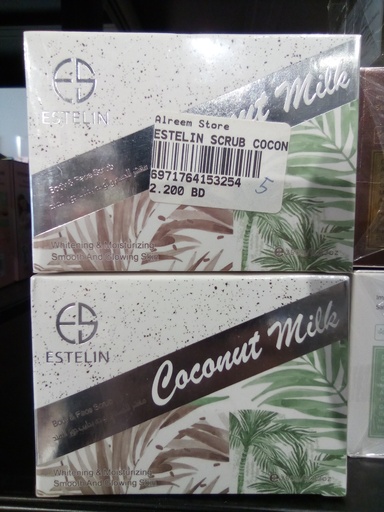 ESTELIN
Coconut Milk
Alreem Store
ESTELIN SCRUB COCON
6971764153254
2.200 BD
5
Whitening & Moisturizing
Smooth And Glowing Skin
ESTELIN
Coconut Milk
Body & Face Scrub
Whitening & Moisturizing
Smooth And Glowing Skin